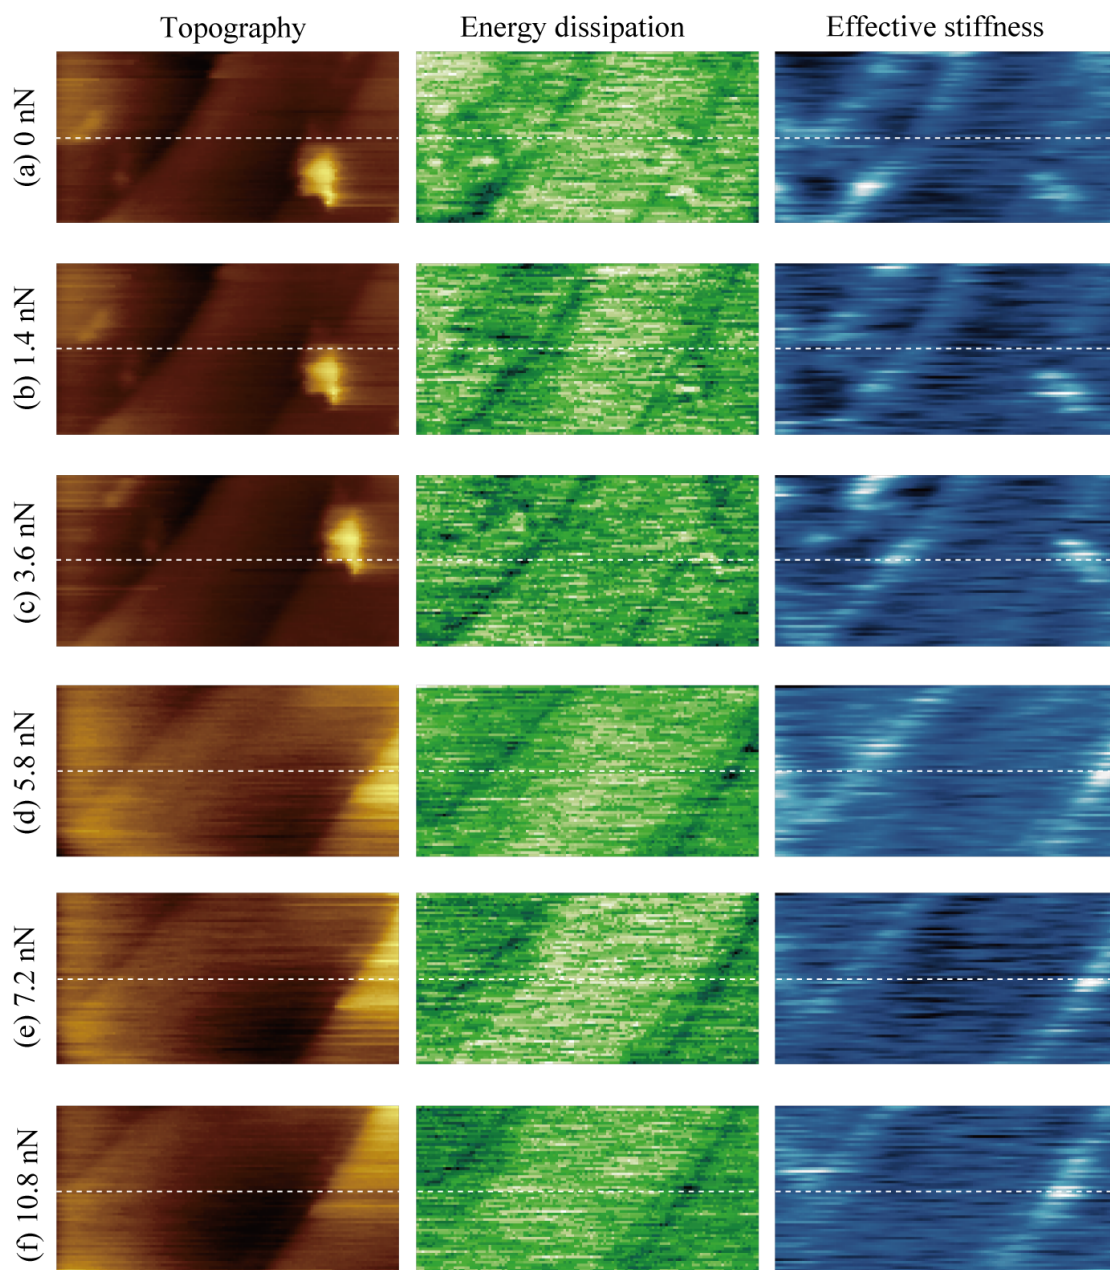 Topography Energy dissipation Effective stiffness
(a) 0 nN
(b) 1.4 nN
(c) 3.6 nN
(d) 5.8 nN
(e) 7.2 nN
(f) 10.8 nN